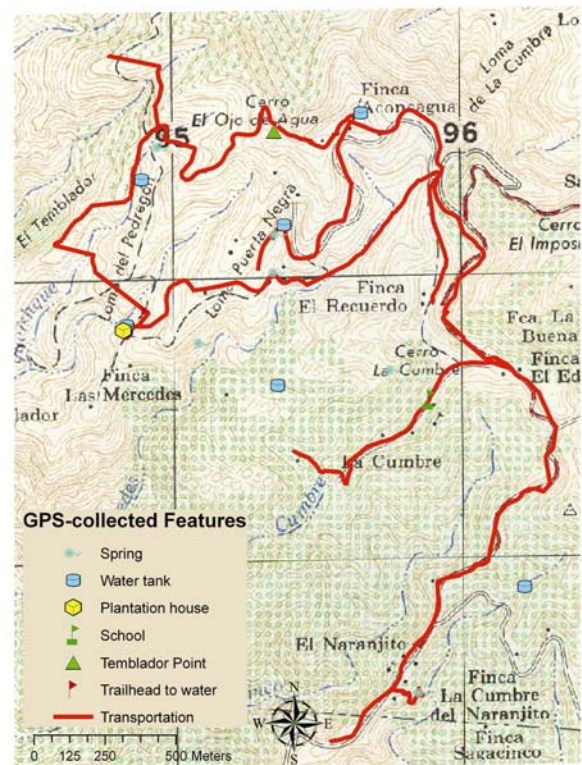 Loma
de La Cumbre
Finca
Aconcagua
Cerro
El Ojo de Agua
95
96
El Temblador
Loma del Pedregal
Loma Puerta Negra
Cerro
El Impos
Finca
El Recuerdo
Fca. La
Buena
Finca
El Ed
Cerro
La Cumbre
Finca
Las Mercedes
lador
La Cumbre
Cumbre
GPS-collected Features
Spring
Water tank
Plantation house
School
Temblador Point
Trailhead to water
Transportation
0 125 250 500 Meters
El Naranjito
N
W E
S
Finca
La Cumbre
del Naranjito
Finca
Sagacinco